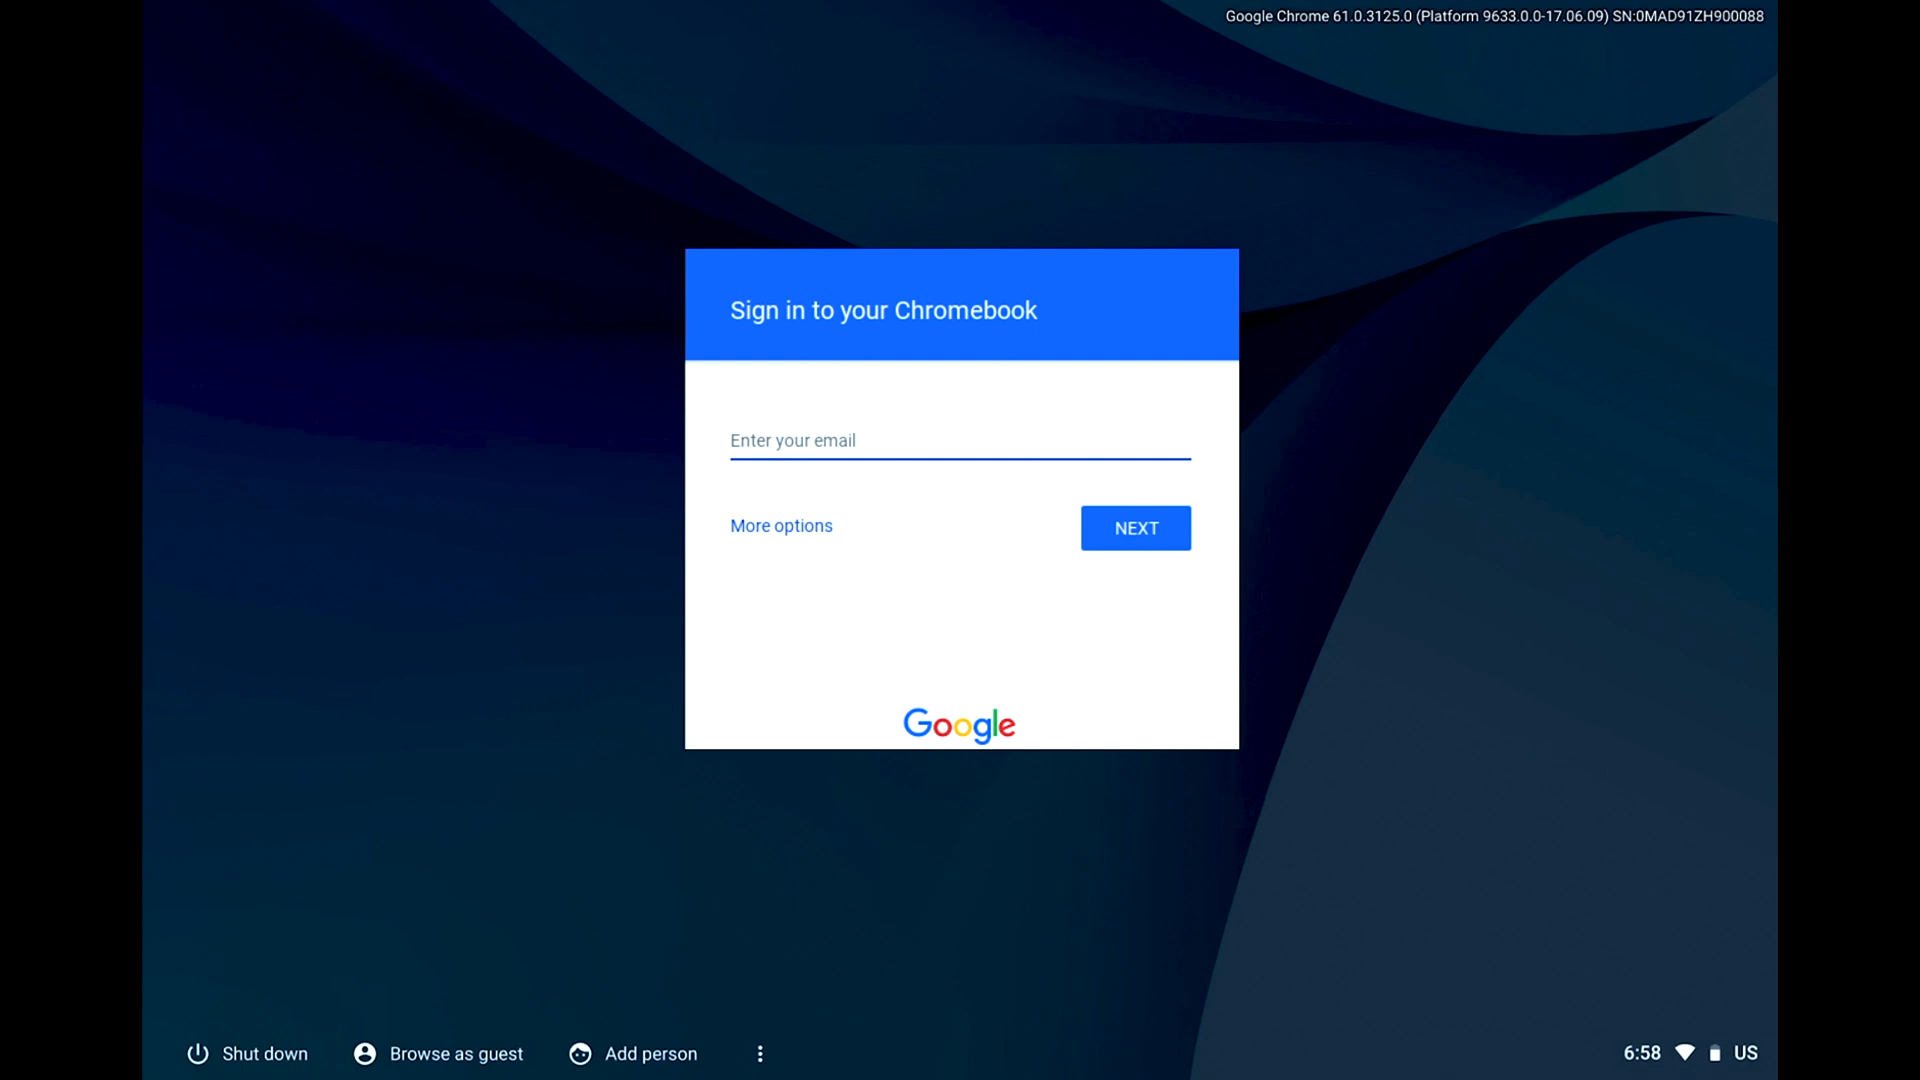 Google Chrome 61.0.3125.0 (Platform 9633.0.0-17.06.09) SN:0MAD91ZH900088
Sign in to your Chromebook
Enter your email
More options
NEXT
Google
Shut down
Browse as guest
Add person
6:58
US